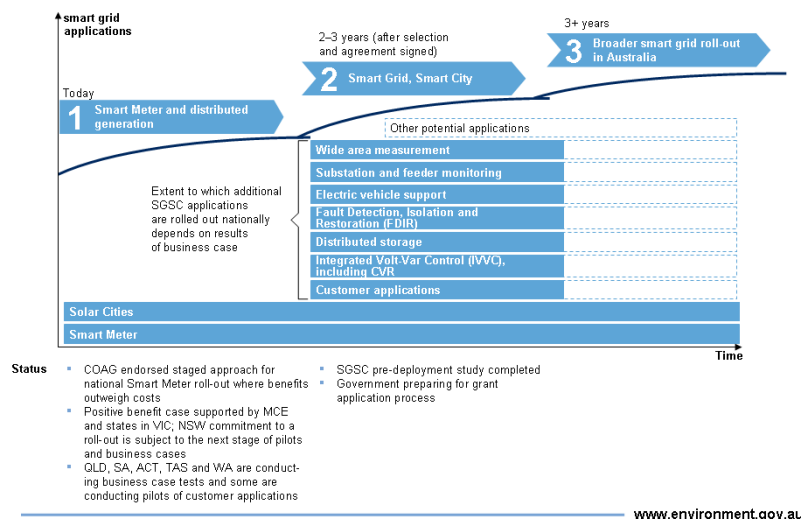 smart grid
applications
2–3 years (after selection
and agreement signed)
3+ years
3 Broader smart grid roll-out
in Australia
2 Smart Grid, Smart City
Today
1 Smart Meter and distributed
generation
Other potential applications
Wide area measurement
Substation and feeder monitoring
Electric vehicle support
Fault Detection, Isolation and
Restoration (FDIR)
Distributed storage
Integrated Volt-Var Control (IVVC),
including CVR
Customer applications
Extent to which additional
SGSC applications
are rolled out nationally
depends on results
of business case
Solar Cities
Smart Meter
Time
Status
▪ COAG endorsed staged approach for
national Smart Meter roll-out where benefits
outweigh costs
▪ Positive benefit case supported by MCE
and states in VIC; NSW commitment to a
roll-out is subject to the next stage of pilots
and business cases
▪ QLD, SA, ACT, TAS and WA are conduct-
ing business case tests and some are
conducting pilots of customer applications
▪ SGSC pre-deployment study completed
▪ Government preparing for grant
application process
www.environment.gov.au